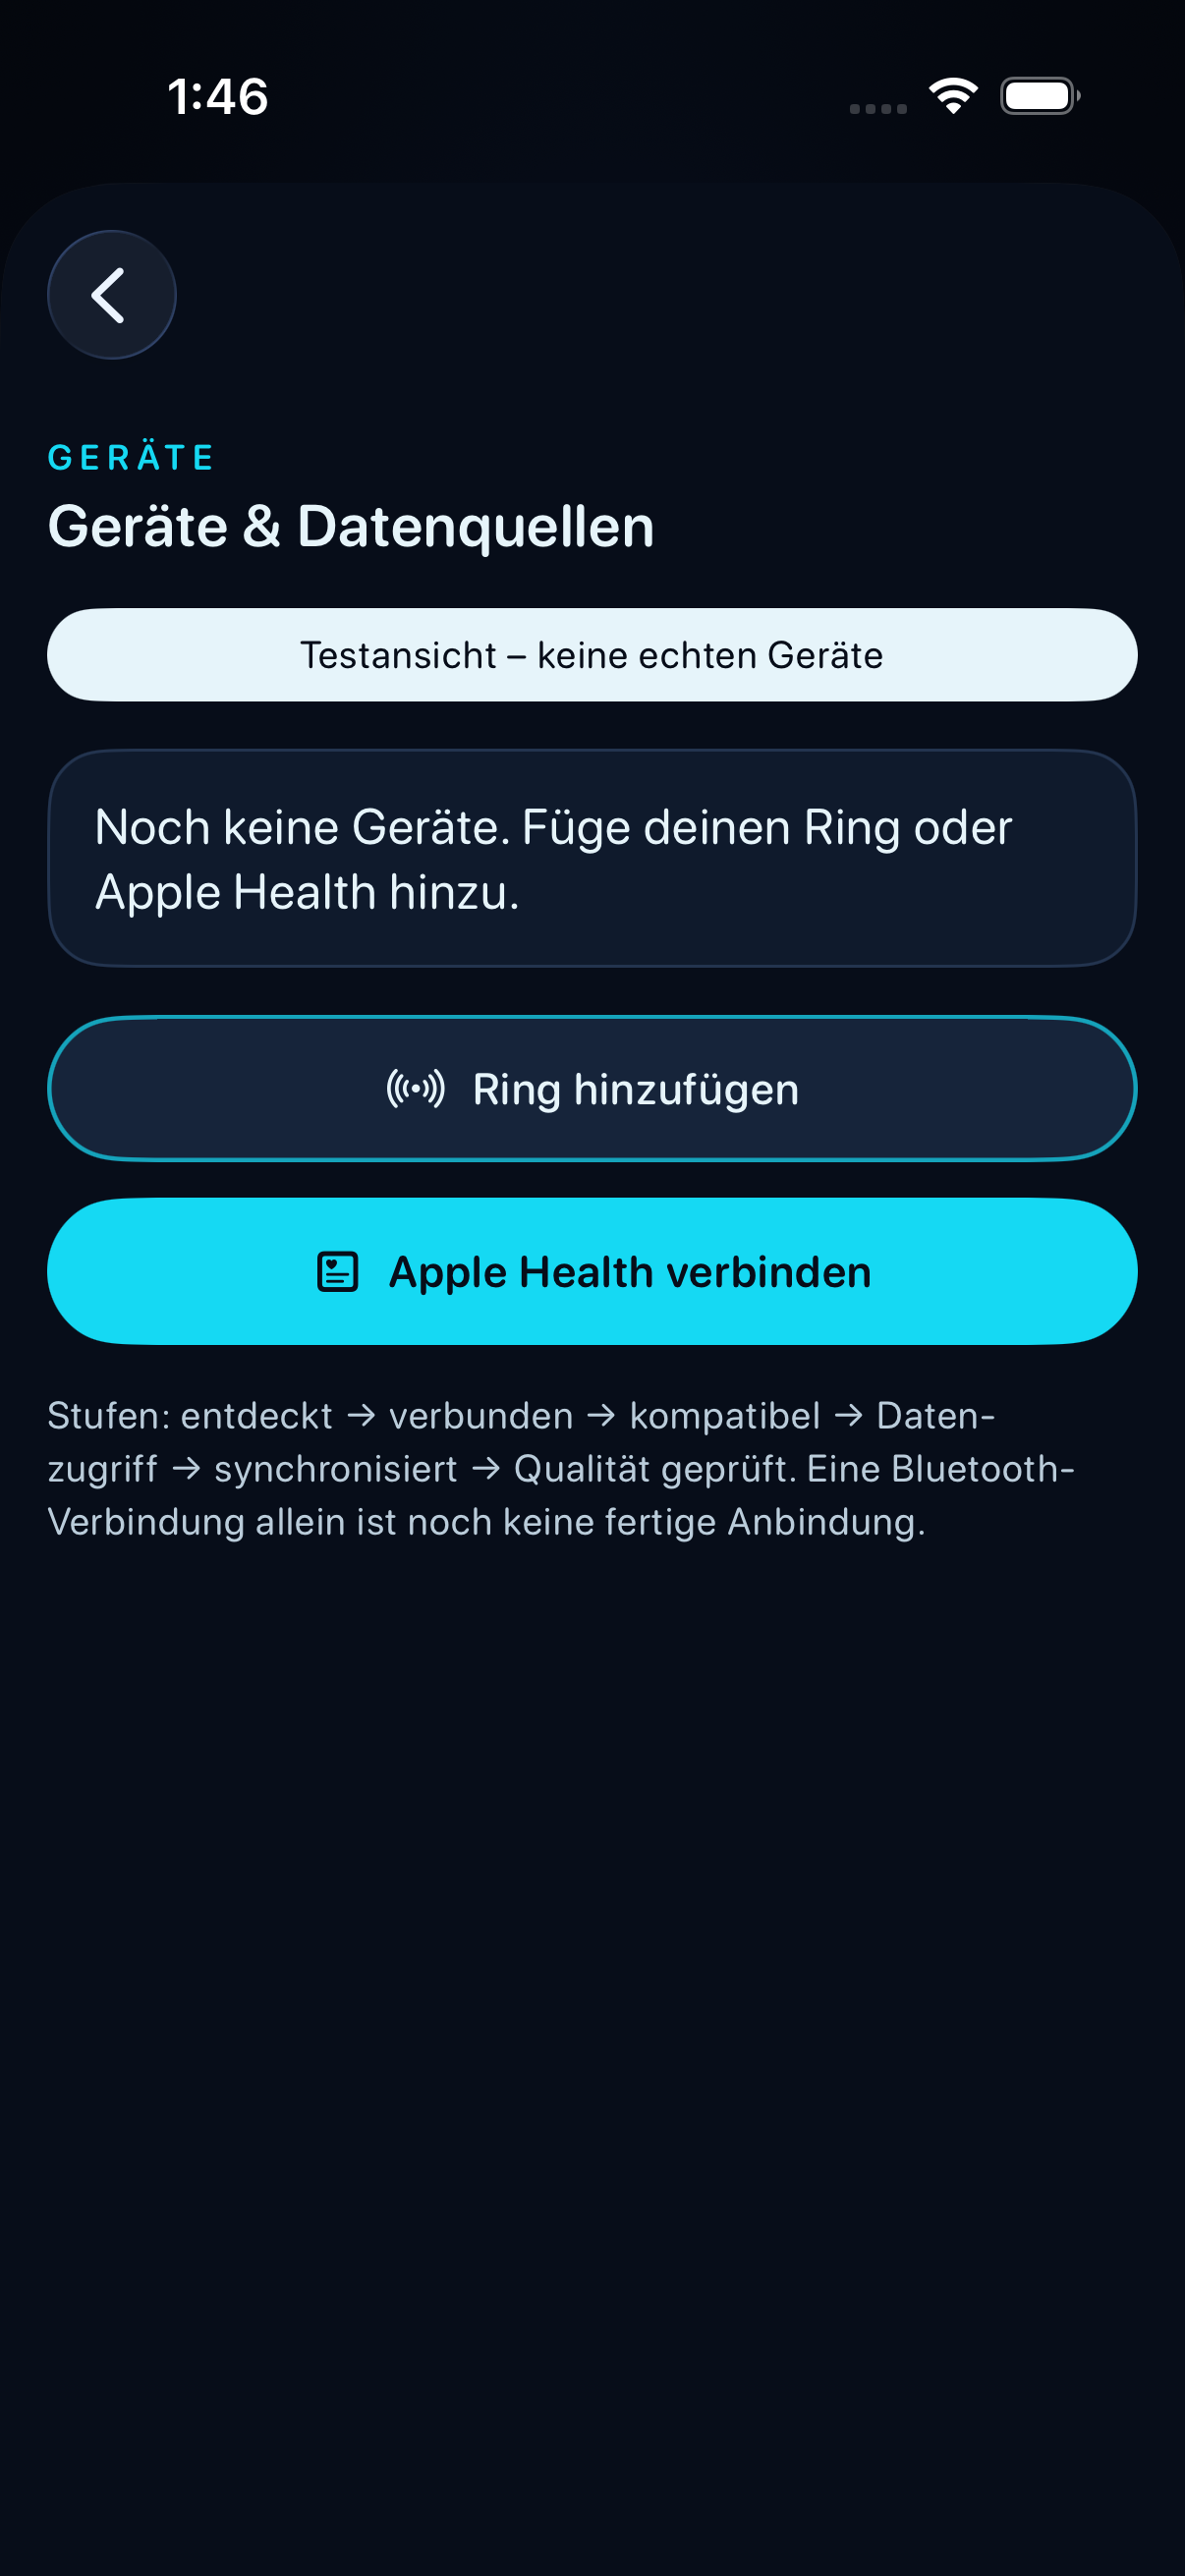 1:46
GERÄTE
Geräte & Datenquellen
Testansicht – keine echten Geräte
Noch keine Geräte. Füge deinen Ring oder
Apple Health hinzu.
Ring hinzufügen
Apple Health verbinden
Stufen: entdeckt → verbunden → kompatibel → Daten-
zugriff → synchronisiert → Qualität geprüft. Eine Bluetooth-
Verbindung allein ist noch keine fertige Anbindung.